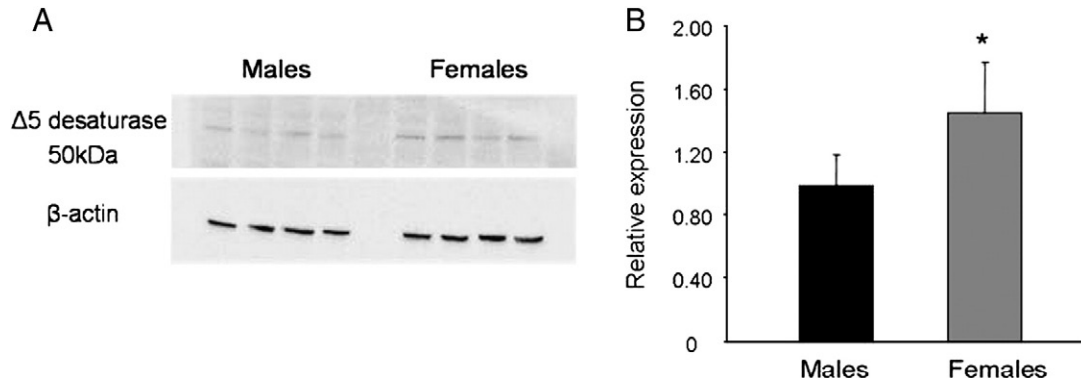 A
Males Females
Δ5 desaturase
50kDa
β-actin
B
Relative expression
2.00
1.60
1.20
0.80
0.40
0
*
Males Females